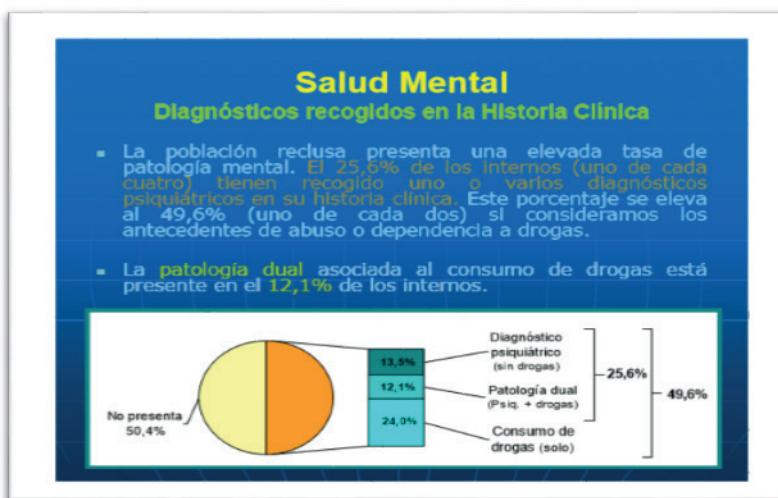 Salud Mental
Diagnósticos recogidos en la Historia Clínica
La población reclusa presenta una elevada tasa de
patología mental. El 25,6% de los internos (uno de cada
cuatro) tienen recogido uno o varios diagnósticos
psiquiátricos en su historia clínica. Este porcentaje se eleva
al 49,6% (uno de cada dos) si consideramos los
antecedentes de abuso o dependencia a drogas.
La patología dual asociada al consumo de drogas está
presente en el 12,1% de los internos.
No presenta
50,4%
13,5%
12,1%
24,0%
Diagnóstico
psiquiátrico
(sin drogas)
Patología dual
(Psiq. + drogas)
Consumo de
drogas (solo)
25,6%
49,6%